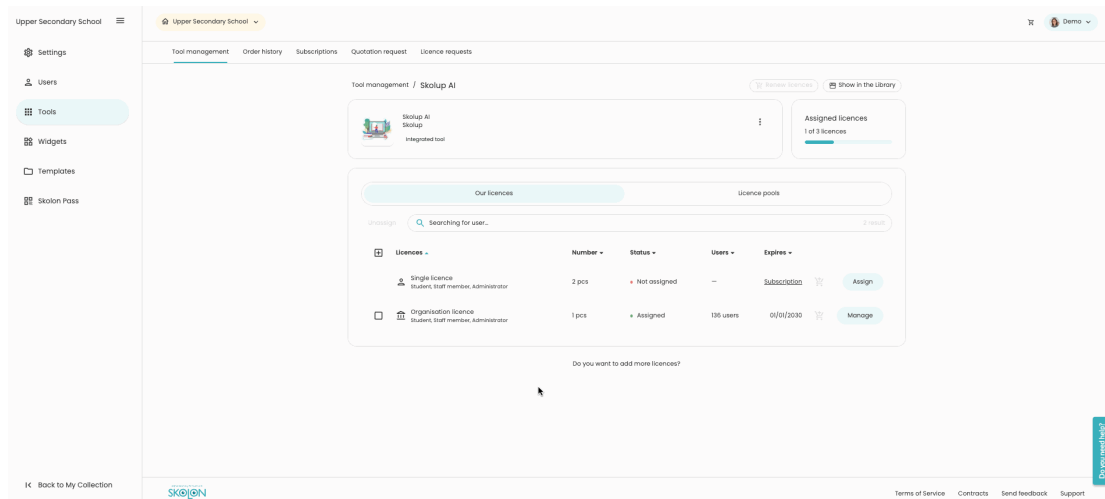 Upper Secondary School
Upper Secondary School
Demo
Settings
Users
Tools
Widgets
Templates
Skolon Pass
Back to My Collection
Tool management Order history Subscriptions Quotation request Licence requests
Tool management / Skolup AI
Renew licences
Show in the Library
Skolup AI
Skolup
Integrated tool
Assigned licences
1 of 3 licences
Our licences
Licence pools
Unassign
Searching for user...
Licences Number Status Users Expires
Single licence
Student, Staff member, Administrator
2 pcs Not assigned – Subscription Assign
Organisation licence
Student, Staff member, Administrator
1 pcs Assigned 136 users 01/01/2030 Manage
Do you want to add more licences?
Do you need help?
SKOLON
Terms of Service Contracts Send feedback Support